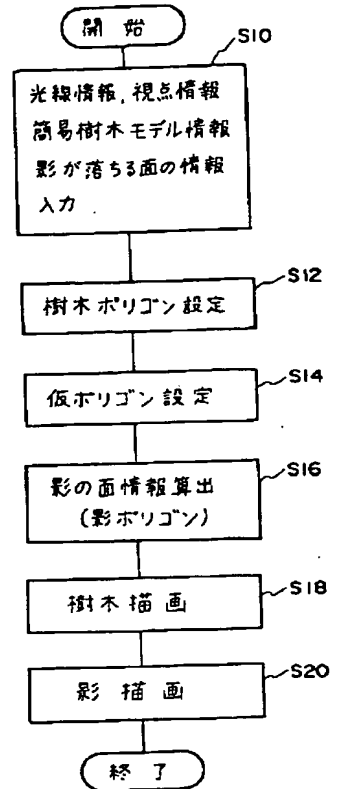 開始
S10
光線情報,視点情報
簡易樹木モデル情報
影が落ちる面の情報
入力
S12
樹木ポリゴン設定
S14
仮ポリゴン設定
S16
影の面情報算出
(影ポリゴン)
S18
樹木描画
S20
影描画
終了